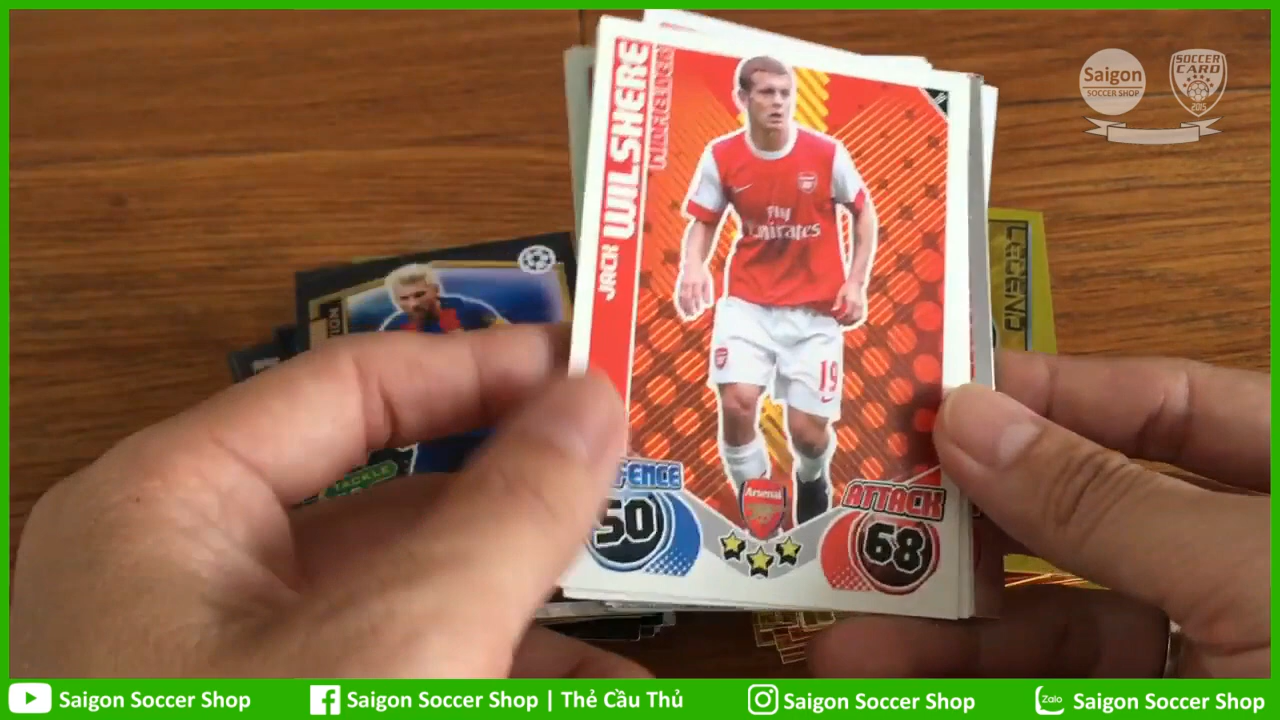 Saigon
SOCCER SHOP
SOCCER
CARD
2015
JACK WILSHERE
MIDFIELDER
Fly
Emirates
19
LEGEND
TACKLE
FENCE
50
Arsenal
ATTACK
68
Saigon Soccer Shop
Saigon Soccer Shop | Thẻ Cầu Thủ
Saigon Soccer Shop
Zalo
Saigon Soccer Shop